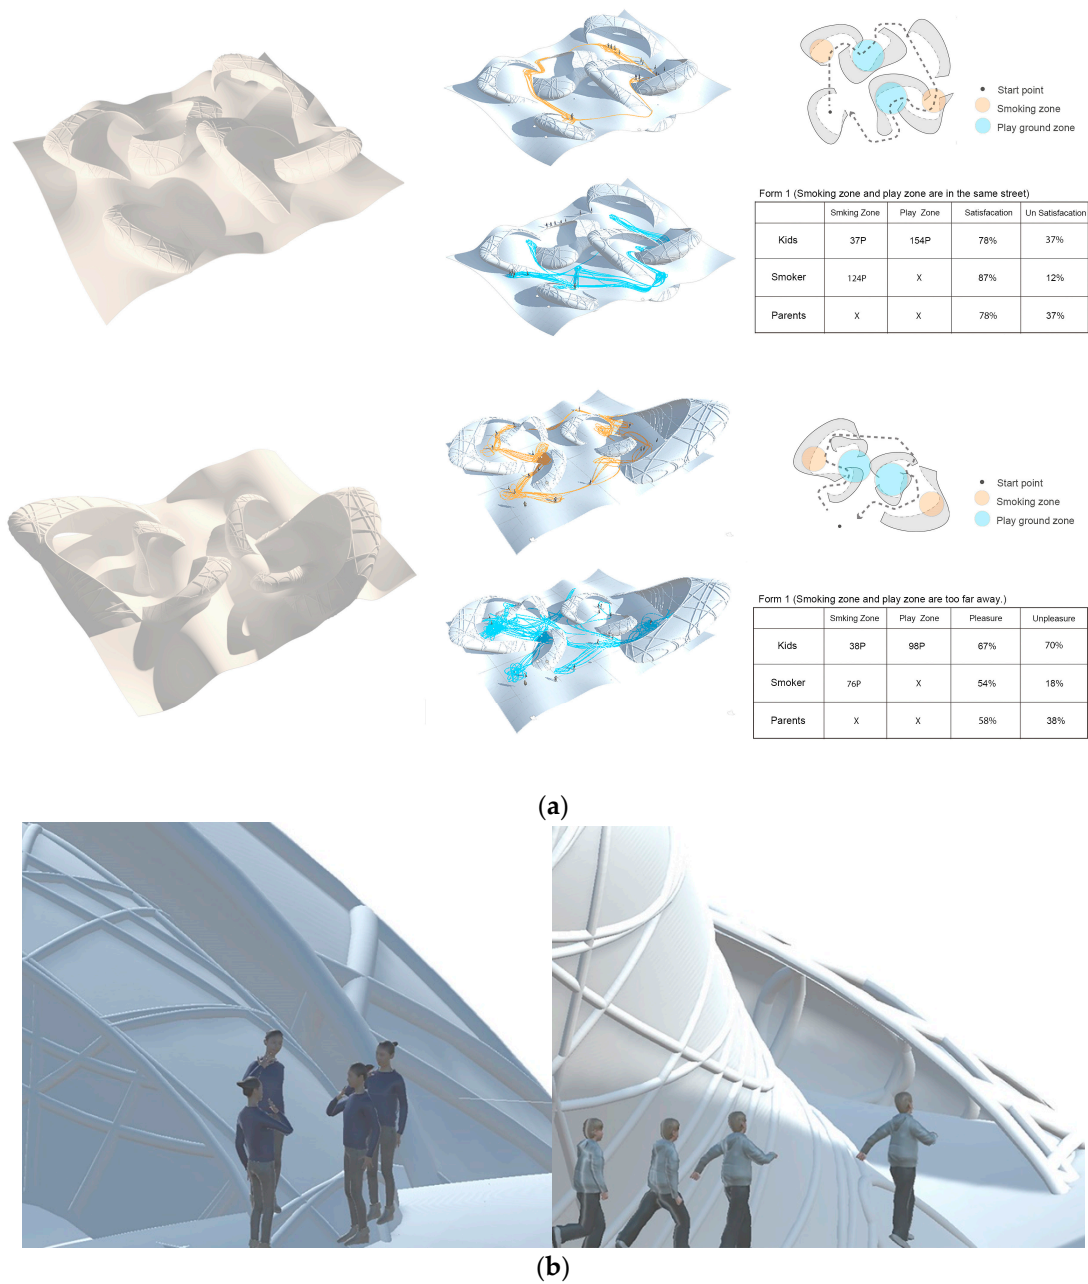 Start point
Smoking zone
Play ground zone
Form 1 (Smoking zone and play zone are in the same street)
Smking Zone Play Zone Satisfacation Un Satisfacation
Kids 37P 154P 78% 37%
Smoker 124P X 87% 12%
Parents X X 78% 37%
Start point
Smoking zone
Play ground zone
Form 1 (Smoking zone and play zone are too far away.)
Smking Zone Play Zone Pleasure Unpleasure
Kids 38P 98P 67% 70%
Smoker 76P X 54% 18%
Parents X X 58% 38%
(a)
(b)